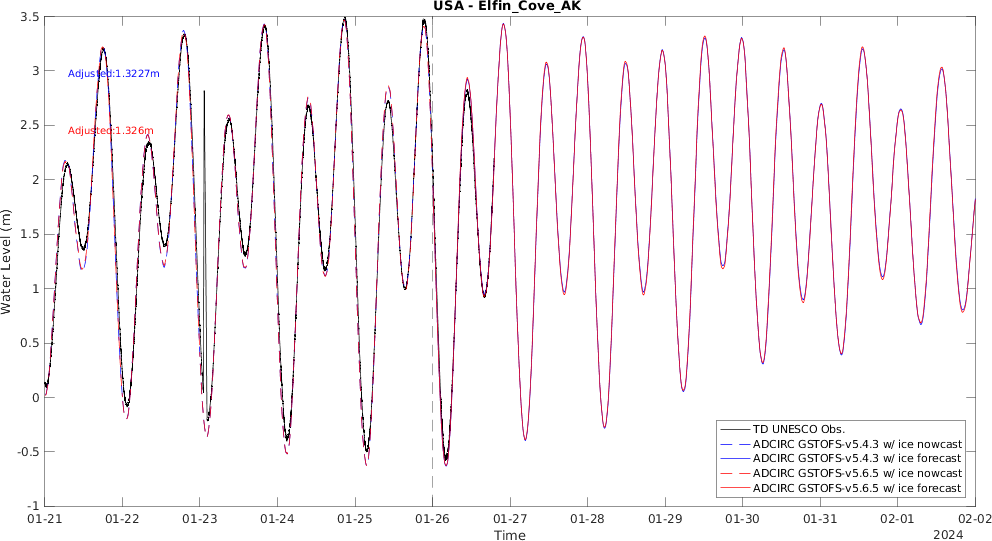 USA - Elfin_Cove_AK
3.5
3
2.5
2
1.5
1
0.5
0
-0.5
-1
Water Level (m)
Adjusted:1.3227m
Adjusted:1.326m
TD UNESCO Obs.
ADCIRC GSTOFS-v5.4.3 w/ ice nowcast
ADCIRC GSTOFS-v5.4.3 w/ ice forecast
ADCIRC GSTOFS-v5.6.5 w/ ice nowcast
ADCIRC GSTOFS-v5.6.5 w/ ice forecast
01-21 01-22 01-23 01-24 01-25 01-26 01-27 01-28 01-29 01-30 01-31 02-01 02-02
Time
2024